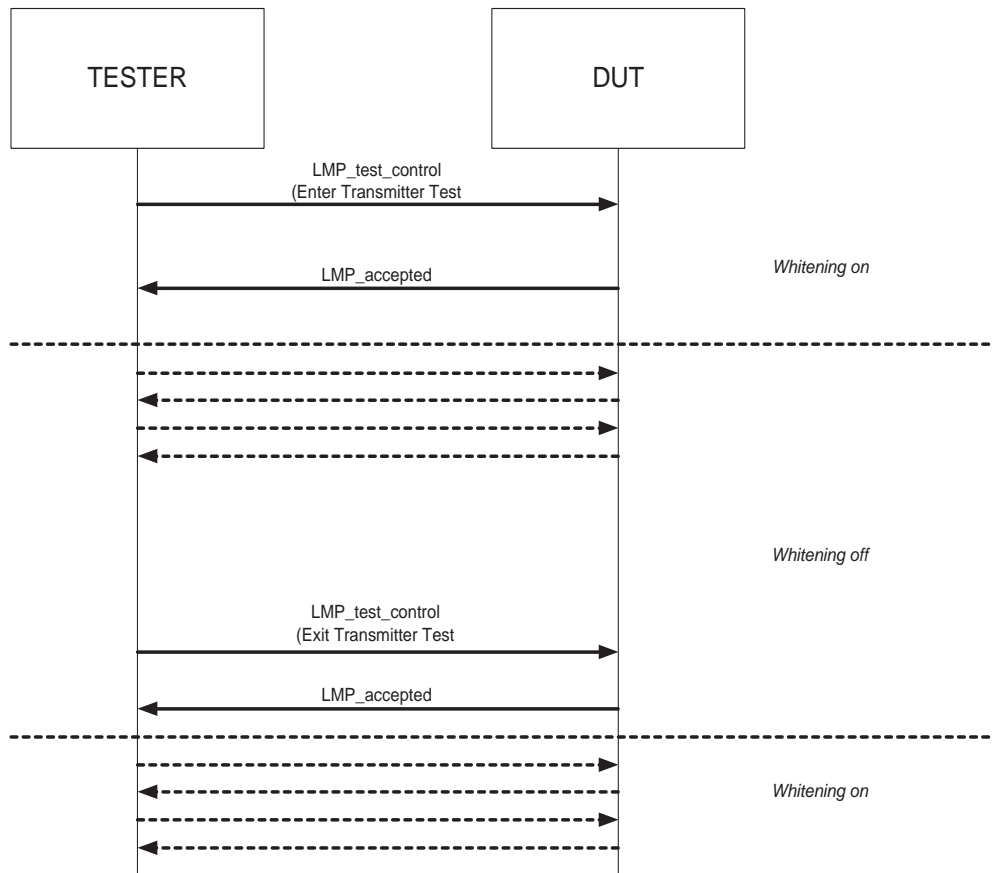 TESTER
DUT
LMP_test_control
(Enter Transmitter Test
Whitening on
LMP_accepted
Whitening off
LMP_test_control
(Exit Transmitter Test
LMP_accepted
Whitening on